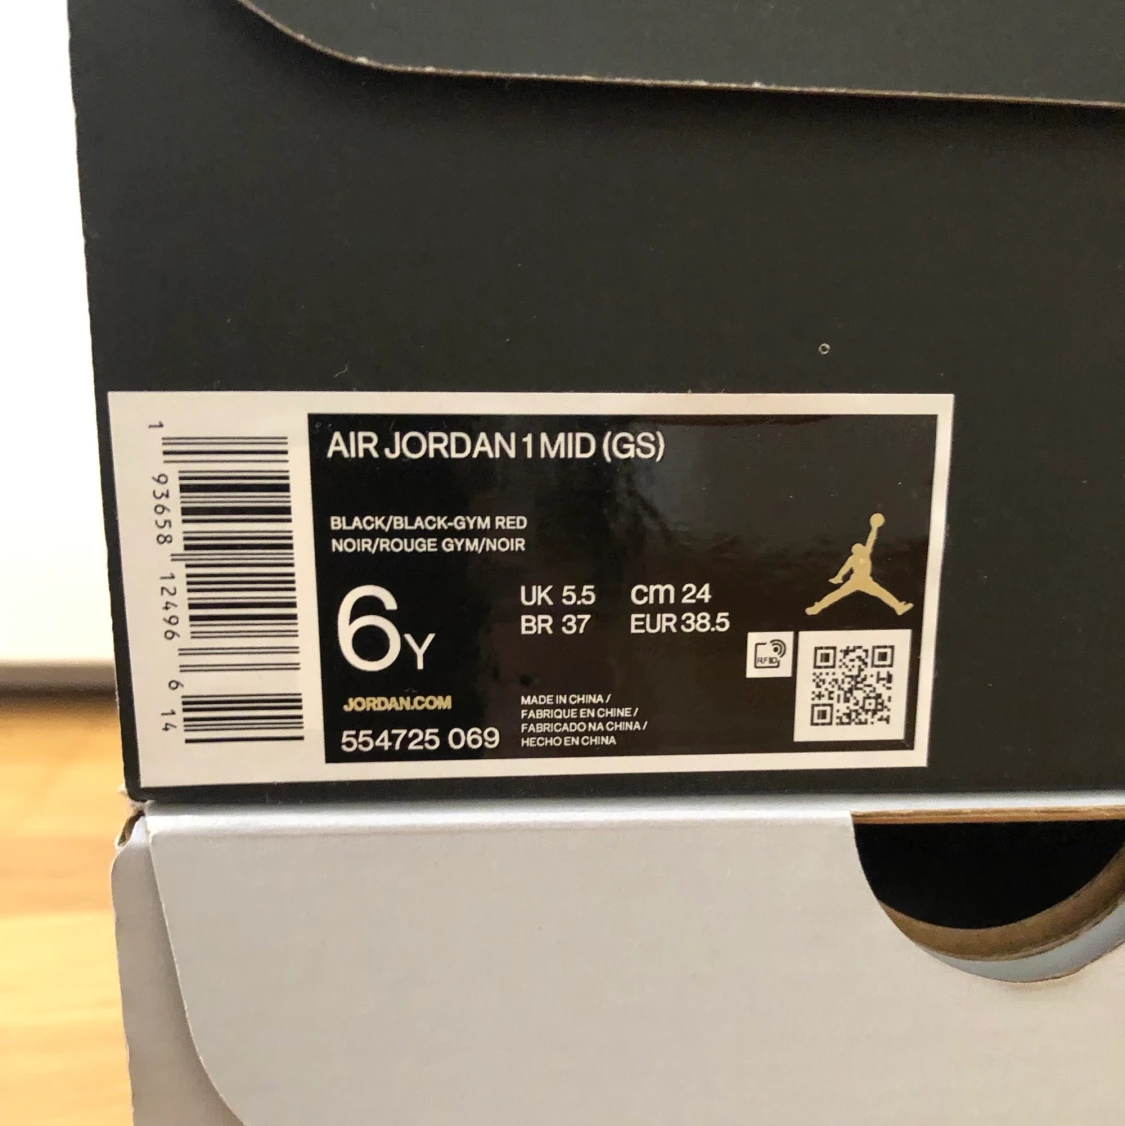 AIR JORDAN 1 MID (GS)
BLACK/BLACK-GYM RED
NOIR/ROUGE GYM/NOIR
6Y
UK 5.5 cm 24
BR 37 EUR 38.5
JORDAN.COM
554725 069
MADE IN CHINA /
FABRIQUE EN CHINE /
FABRICADO NA CHINA /
HECHO EN CHINA
RFID
1 93658 12496 6 14